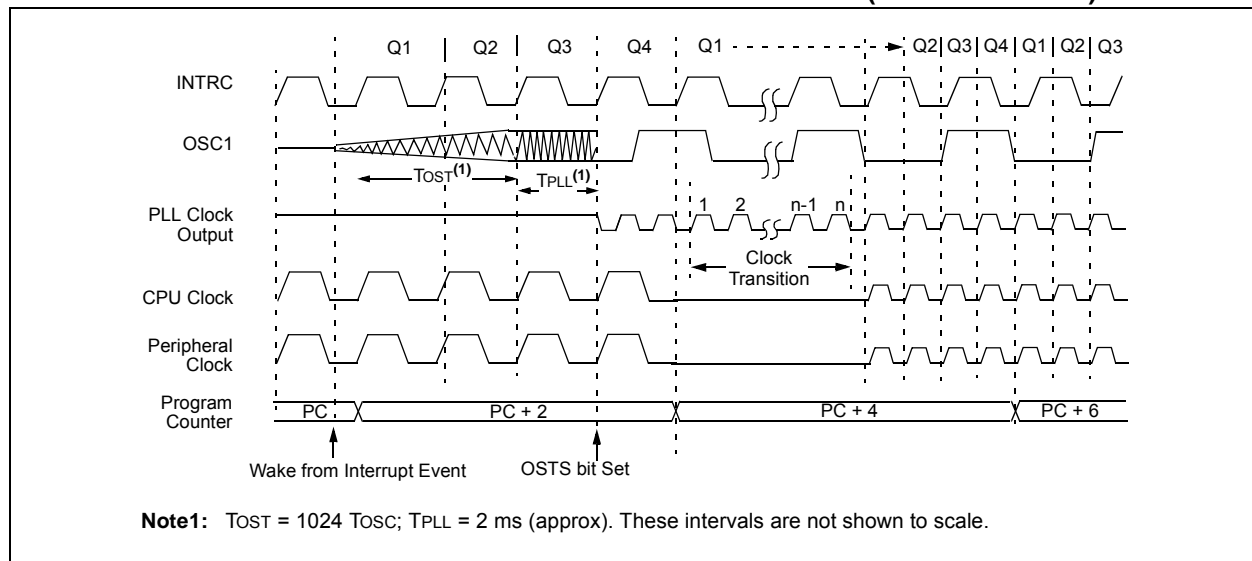 Q1 Q2 Q3 Q4 Q1 Q2 Q3 Q4 Q1 Q2 Q3
INTRC
OSC1
TOST(1) TPLL(1)
PLL Clock
Output
1 2 n-1 n
Clock
Transition
CPU Clock
Peripheral
Clock
Program
Counter
PC PC + 2 PC + 4 PC + 6
Wake from Interrupt Event OSTS bit Set
Note1: TOST = 1024 TOSC; TPLL = 2 ms (approx). These intervals are not shown to scale.